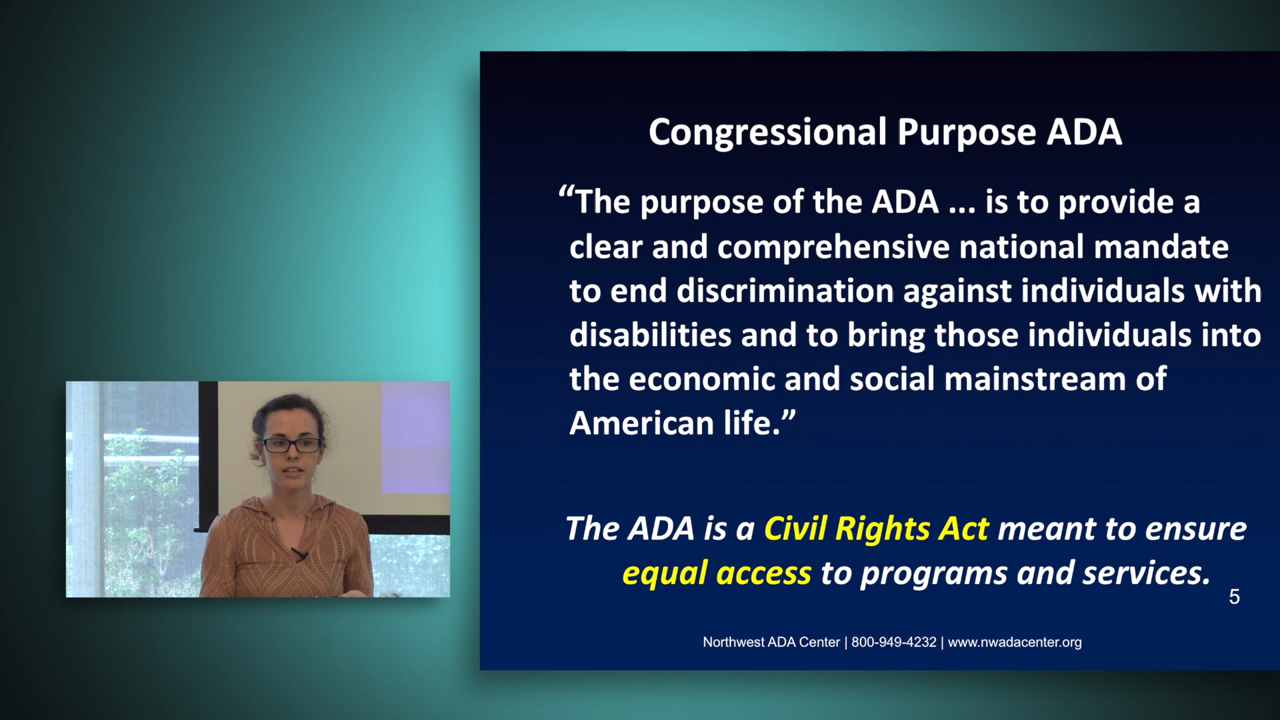 Congressional Purpose ADA
“The purpose of the ADA ... is to provide a
clear and comprehensive national mandate
to end discrimination against individuals with
disabilities and to bring those individuals into
the economic and social mainstream of
American life.”
The ADA is a Civil Rights Act meant to ensure
equal access to programs and services.
5
Northwest ADA Center | 800-949-4232 | www.nwadacenter.org